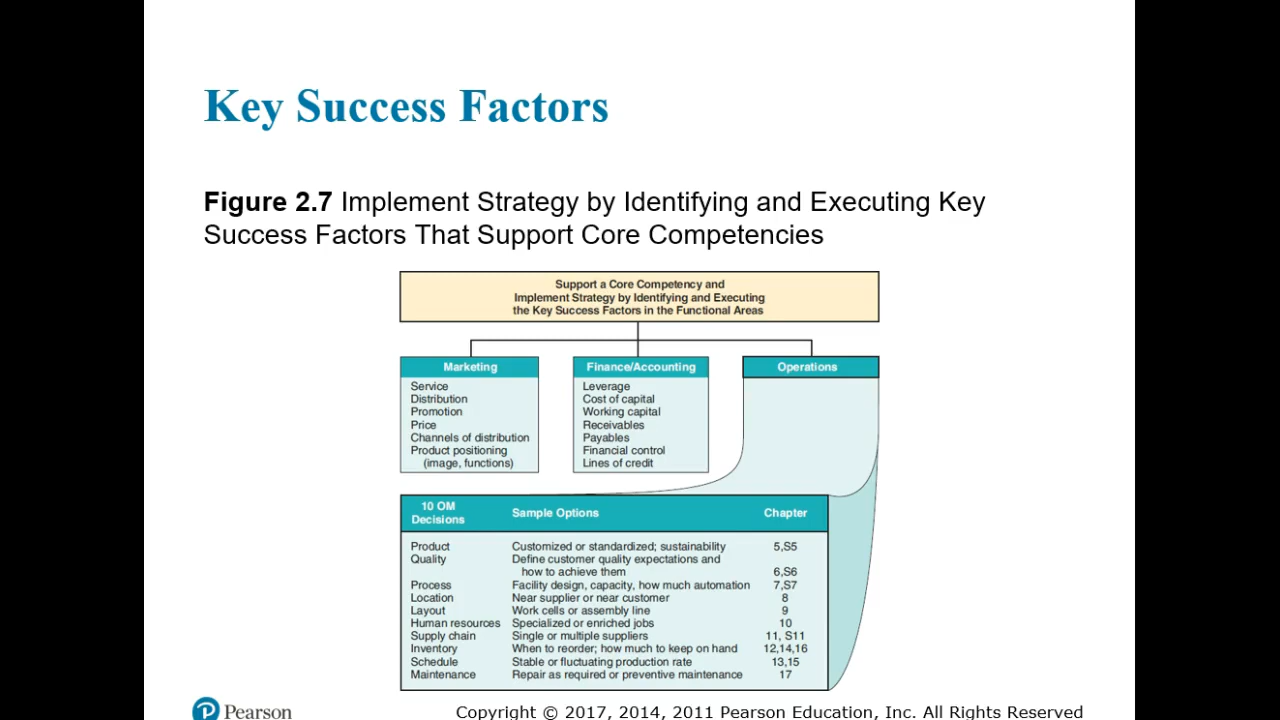 Key Success Factors
Figure 2.7 Implement Strategy by Identifying and Executing Key
Success Factors That Support Core Competencies
Support a Core Competency and
Implement Strategy by Identifying and Executing
the Key Success Factors in the Functional Areas
Marketing
Service
Distribution
Promotion
Price
Channels of distribution
Product positioning
(image, functions)
Finance/Accounting
Leverage
Cost of capital
Working capital
Receivables
Payables
Financial control
Lines of credit
Operations
10 OM
Decisions
Sample Options
Chapter
Product Customized or standardized; sustainability 5,S5
Quality Define customer quality expectations and
how to achieve them 6,S6
Process Facility design, capacity, how much automation 7,S7
Location Near supplier or near customer 8
Layout Work cells or assembly line 9
Human resources Specialized or enriched jobs 10
Supply chain Single or multiple suppliers 11, S11
Inventory When to reorder; how much to keep on hand 12,14,16
Schedule Stable or fluctuating production rate 13,15
Maintenance Repair as required or preventive maintenance 17
P Pearson
Copyright © 2017, 2014, 2011 Pearson Education, Inc. All Rights Reserved